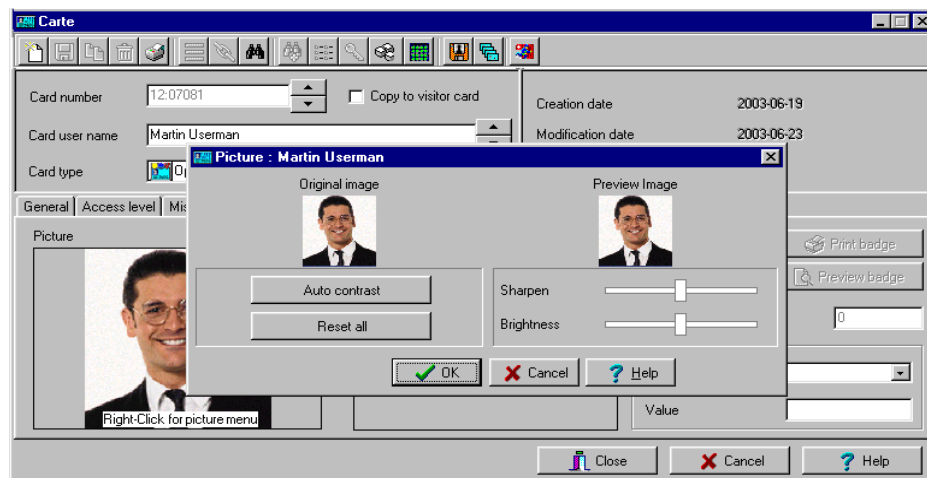 Carte
Card number 12:07081 Copy to visitor card
Creation date 2003-06-19
Card user name Martin Userman
Modification date 2003-06-23
Card type
Picture : Martin Userman
Original image Preview Image
General Access level
Picture
Print badge
Auto contrast
Sharpen
Preview badge
Reset all
Brightness
0
OK Cancel Help
Right-Click for picture menu
Value
Close Cancel Help